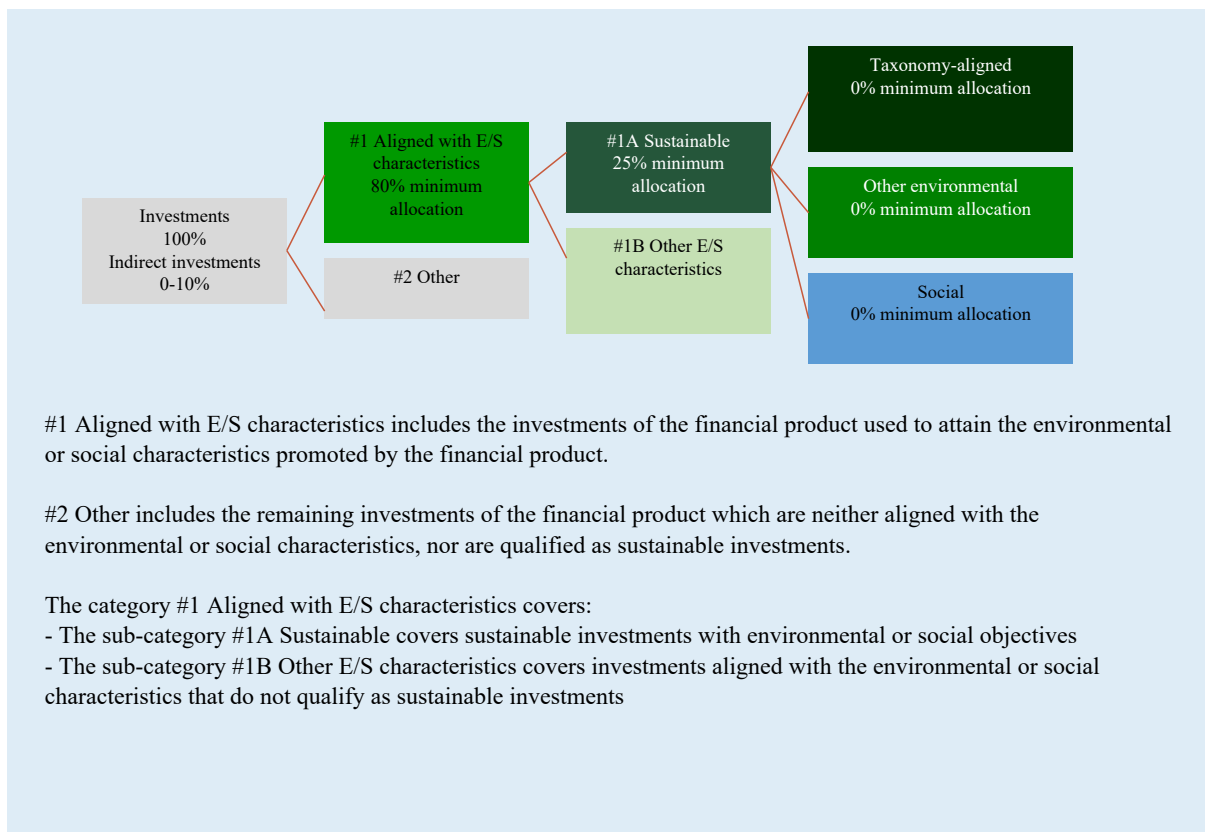 Investments
100%
Indirect investments
0-10%
#1 Aligned with E/S
characteristics
80% minimum
allocation
#2 Other
#1A Sustainable
25% minimum
allocation
#1B Other E/S
characteristics
Taxonomy-aligned
0% minimum allocation
Other environmental
0% minimum allocation
Social
0% minimum allocation
#1 Aligned with E/S characteristics includes the investments of the financial product used to attain the environmental
or social characteristics promoted by the financial product.
#2 Other includes the remaining investments of the financial product which are neither aligned with the
environmental or social characteristics, nor are qualified as sustainable investments.
The category #1 Aligned with E/S characteristics covers:
- The sub-category #1A Sustainable covers sustainable investments with environmental or social objectives
- The sub-category #1B Other E/S characteristics covers investments aligned with the environmental or social
characteristics that do not qualify as sustainable investments